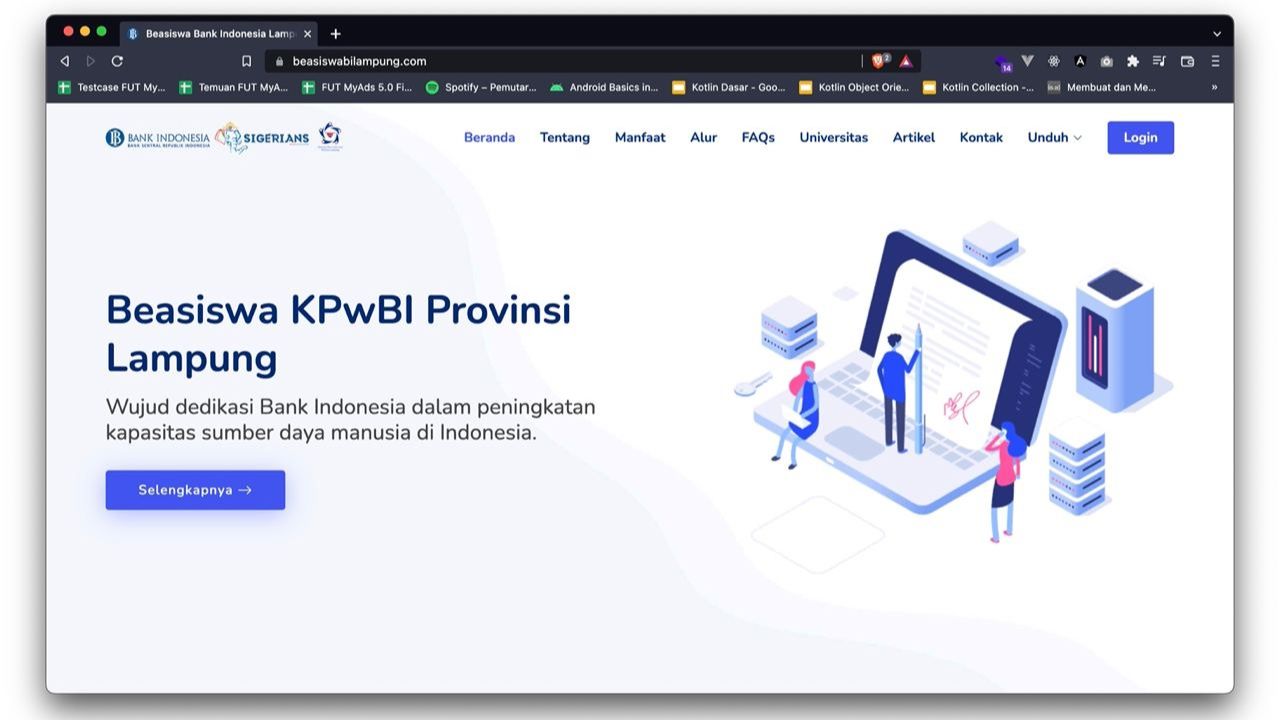 Beasiswa Bank Indonesia Lamp
beasiswabilampung.com
2
14
Testcase FUT My...
Temuan FUT MyA...
FUT MyAds 5.0 Fi...
Spotify – Pemutar...
Android Basics in...
Kotlin Dasar - Goo...
Kotlin Object Orie...
Kotlin Collection -...
Membuat dan Me...
»
BANK INDONESIA
BANK SENTRAL REPUBLIK INDONESIA
SIGERIANS
Beranda
Tentang
Manfaat
Alur
FAQs
Universitas
Artikel
Kontak
Unduh
Login
Beasiswa KPwBI Provinsi
Lampung
Wujud dedikasi Bank Indonesia dalam peningkatan
kapasitas sumber daya manusia di Indonesia.
Selengkapnya →